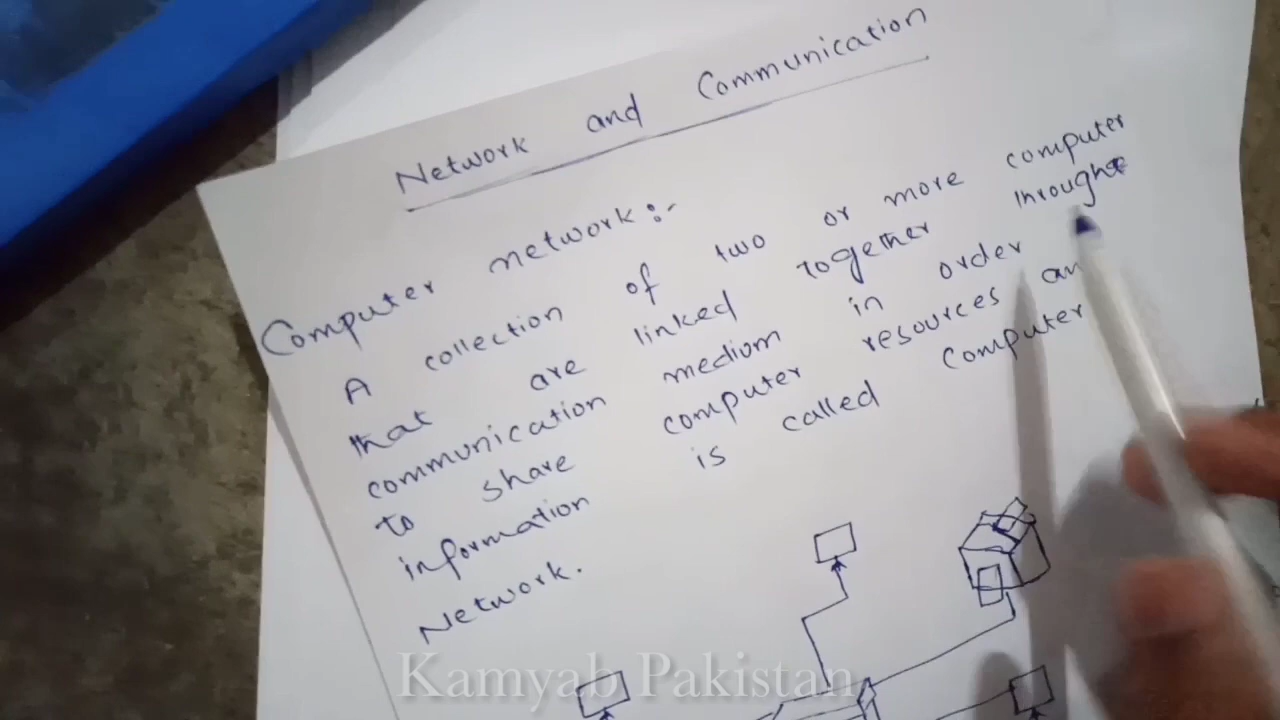 Network and Communication
Computer network:-
A collection of two or more computer
that are linked together through
communication medium in order
to share computer resources an
information is called Computer
Network.
Kamyab Pakistan